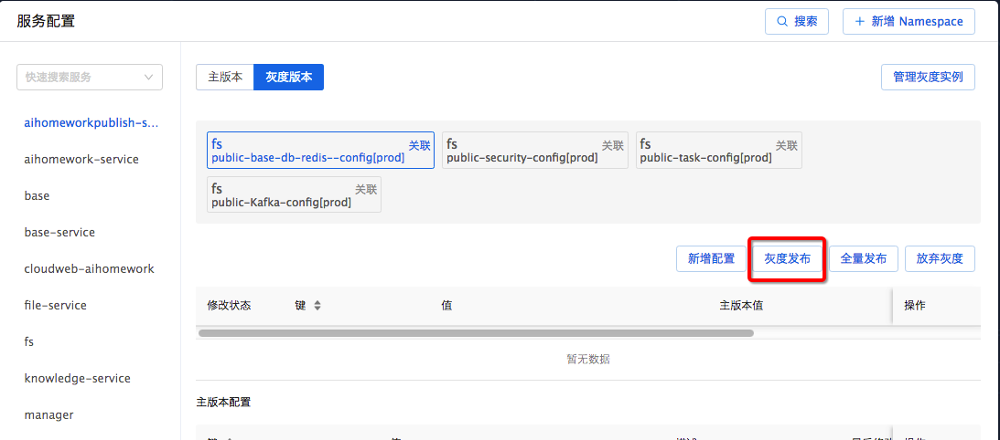 服务配置
搜索
新增 Namespace
快速搜索服务
主版本
灰度版本
管理灰度实例
aihomeworkpublish-s...
aihomework-service
base
base-service
cloudweb-aihomework
file-service
fs
knowledge-service
manager
fs 关联
public-base-db-redis--config[prod]
fs 关联
public-security-config[prod]
fs 关联
public-task-config[prod]
fs 关联
public-Kafka-config[prod]
新增配置
灰度发布
全量发布
放弃灰度
修改状态 键 值 主版本值 操作
暂无数据
主版本配置